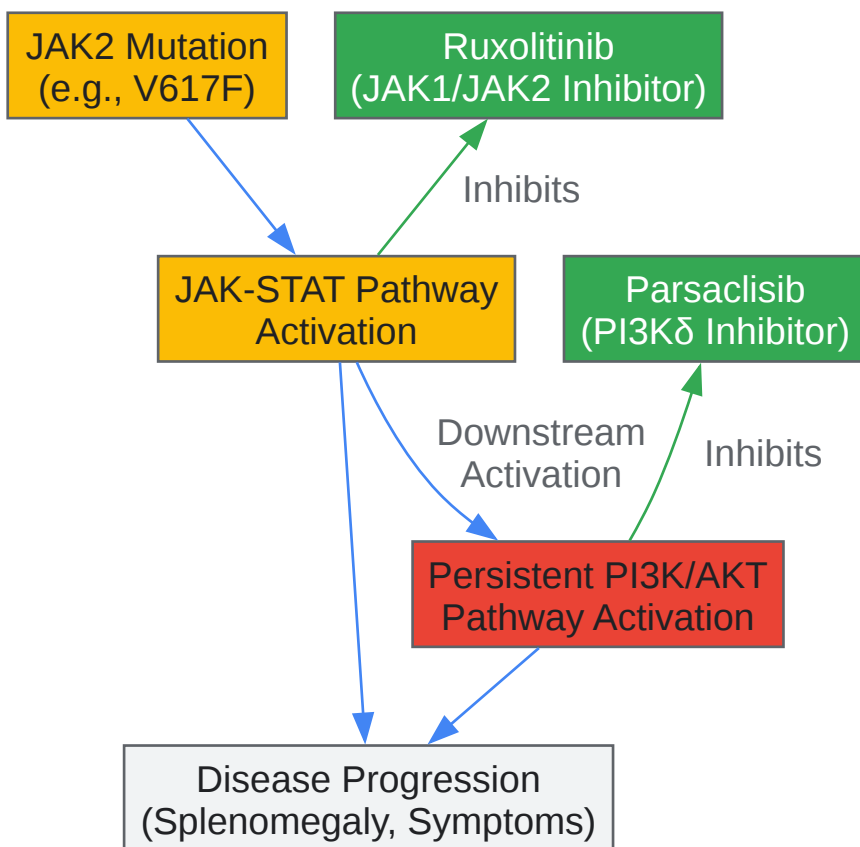 JAK2 Mutation
(e.g., V617F)
Ruxolitinib
(JAK1/JAK2 Inhibitor)
Inhibits
JAK-STAT Pathway
Activation
Parsaclisib
(PI3Kδ Inhibitor)
Downstream
Activation
Inhibits
Persistent PI3K/AKT
Pathway Activation
Disease Progression
(Splenomegaly, Symptoms)